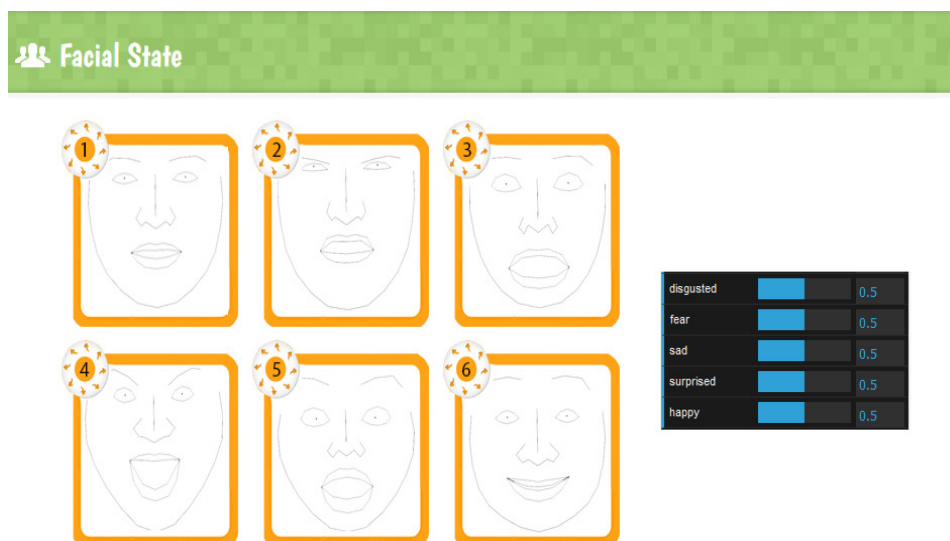 Facial State
1
2
3
4
5
6
disgusted 0.5
fear 0.5
sad 0.5
surprised 0.5
happy 0.5